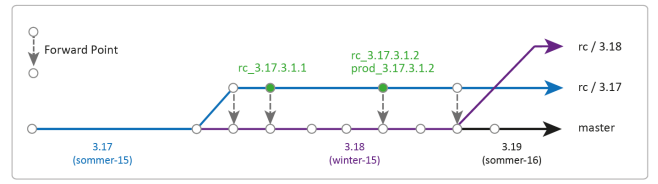 Forward Point
rc_3.17.3.1.1
rc_3.17.3.1.2
prod_3.17.3.1.2
rc / 3.18
rc / 3.17
master
3.17
(sommer-15)
3.18
(winter-15)
3.19
(sommer-16)